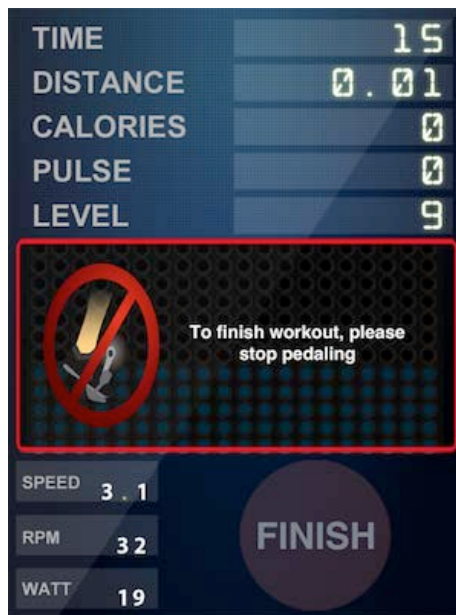 TIME 15
DISTANCE 0.01
CALORIES 0
PULSE 0
LEVEL 9
To finish workout, please
stop pedaling
SPEED 3.1
RPM 32
FINISH
WATT 19